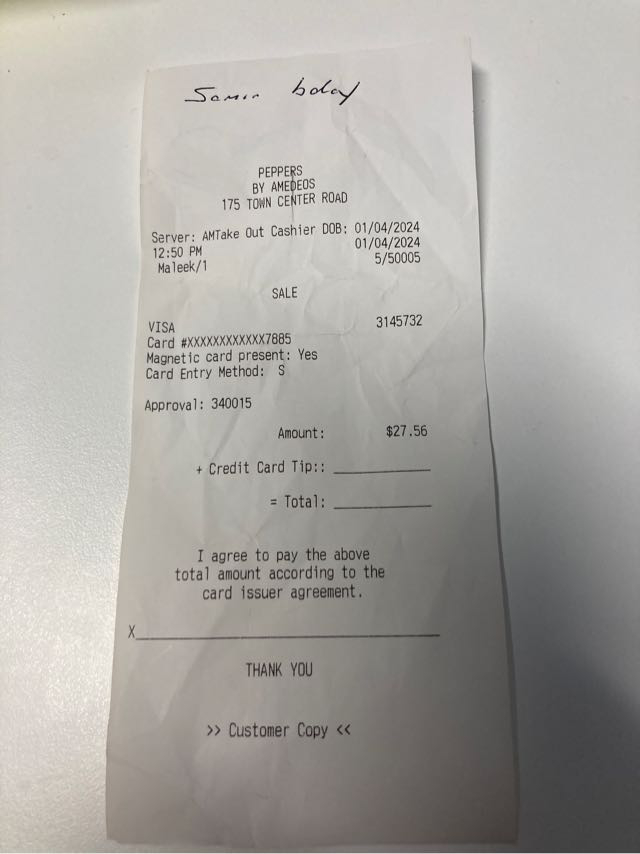 PEPPERS
BY AMEDEOS
175 TOWN CENTER ROAD
Server: AMTake Out Cashier DOB: 01/04/2024
12:50 PM 01/04/2024
Maleek/1 5/50005
SALE
VISA 3145732
Card #XXXXXXXXXXXX7885
Magnetic card present: Yes
Card Entry Method: S
Approval: 340015
Amount: $27.56
+ Credit Card Tip::
= Total:
I agree to pay the above
total amount according to the
card issuer agreement.
X
THANK YOU
>> Customer Copy <<